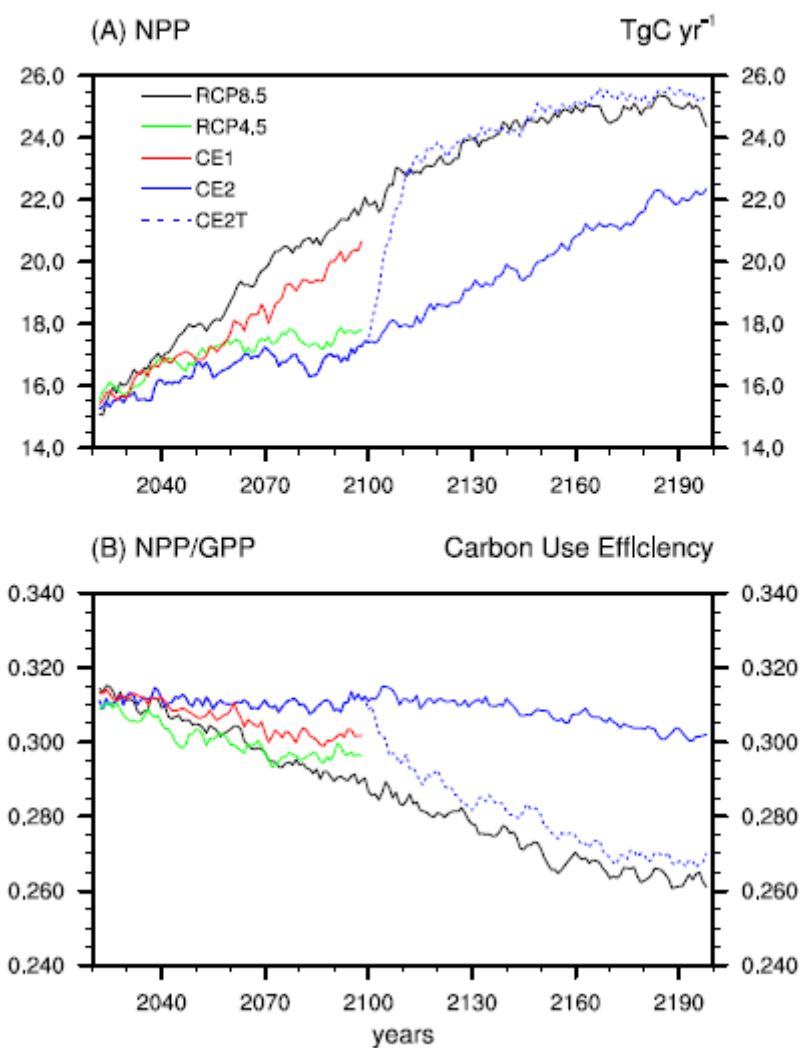 (A) NPP TgC yr⁻¹
26.0 26.0
RCP8.5
24.0 RCP4.5 24.0
CE1
22.0 CE2 22.0
CE2T
20.0 20.0
18.0 18.0
16.0 16.0
14.0 14.0
2040 2070 2100 2130 2160 2190
(B) NPP/GPP Carbon Use Efficiency
0.340 0.340
0.320 0.320
0.300 0.300
0.280 0.280
0.260 0.260
0.240 0.240
2040 2070 2100 2130 2160 2190
years